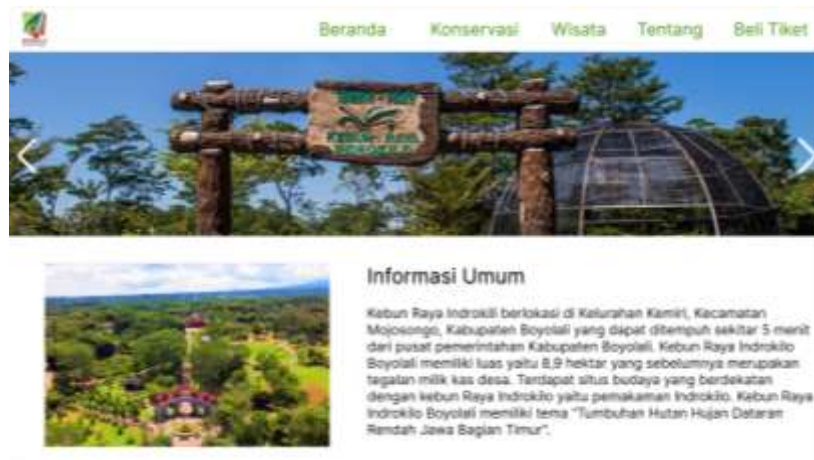 Beranda Konservasi Wisata Tentang Beli Tiket
KEBUN RAYA
INDROKILO
Informasi Umum
Kebun Raya Indrokili berlokasi di Kelurahan Kemiri, Kecamatan
Mojosongo, Kabupaten Boyolali yang dapat ditempuh sekitar 5 menit
dari pusat pemerintahan Kabupaten Boyolali. Kebun Raya Indrokilo
Boyolali memiliki luas yaitu 8,9 hektar yang sebelumnya merupakan
tegalan milik kas desa. Terdapat situs budaya yang berdekatan
dengan kebun Raya Indrokilo yaitu pemakaman Indrokilo. Kebun Raya
Indrokilo Boyolali memiliki tema "Tumbuhan Hutan Hujan Dataran
Rendah Jawa Bagian Timur".